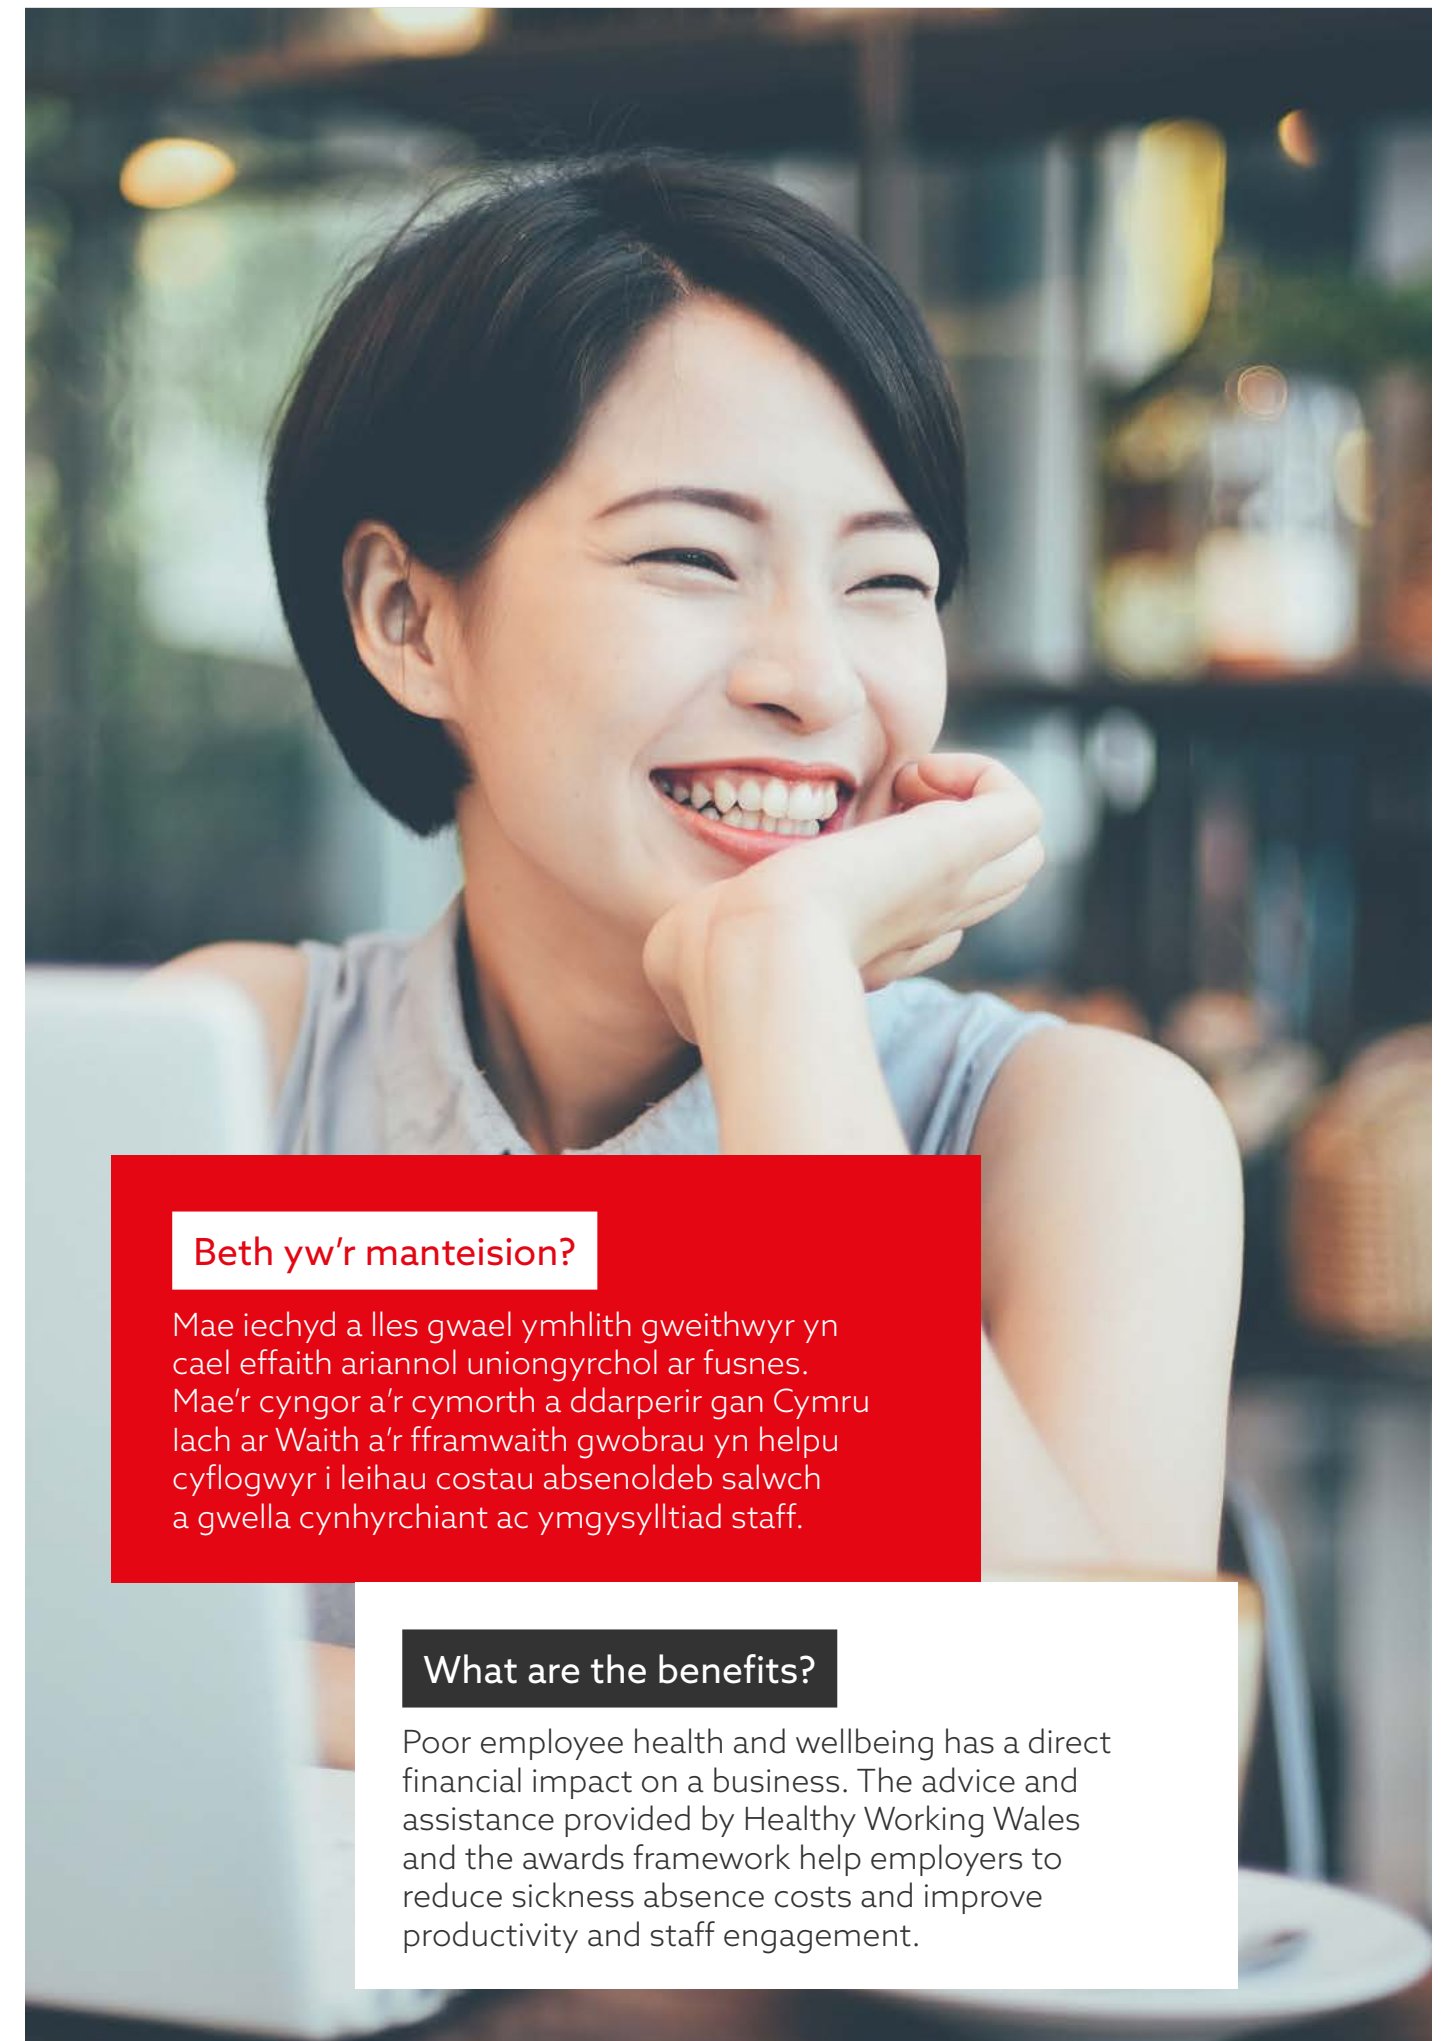 Beth yw'r manteision?
Mae iechyd a lles gwael ymhlith gweithwyr yn
cael effaith ariannol uniongyrchol ar fusnes.
Mae'r cyngor a'r cymorth a ddarperir gan Cymru
Iach ar Waith a'r fframwaith gwobrau yn helpu
cyflogwyr i leihau costau absenoldeb salwch
a gwella cynhyrchiant ac ymgysylltiad staff.
What are the benefits?
Poor employee health and wellbeing has a direct
financial impact on a business. The advice and
assistance provided by Healthy Working Wales
and the awards framework help employers to
reduce sickness absence costs and improve
productivity and staff engagement.